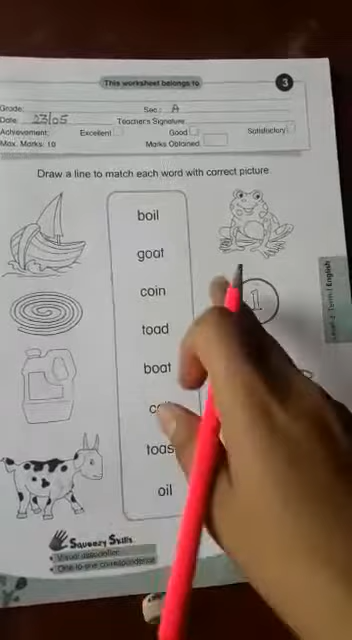 This worksheet belongs to
3
Grade:
Sec.: A
Date: 23/05
Teacher's Signature
Achievement: Excellent Good Satisfactory
Max. Marks: 10 Marks Obtained
Draw a line to match each word with correct picture
boil
goat
coin
1
toad
boat
oil
Squeezy Skills
• Visual association
• One to one correspondence
English